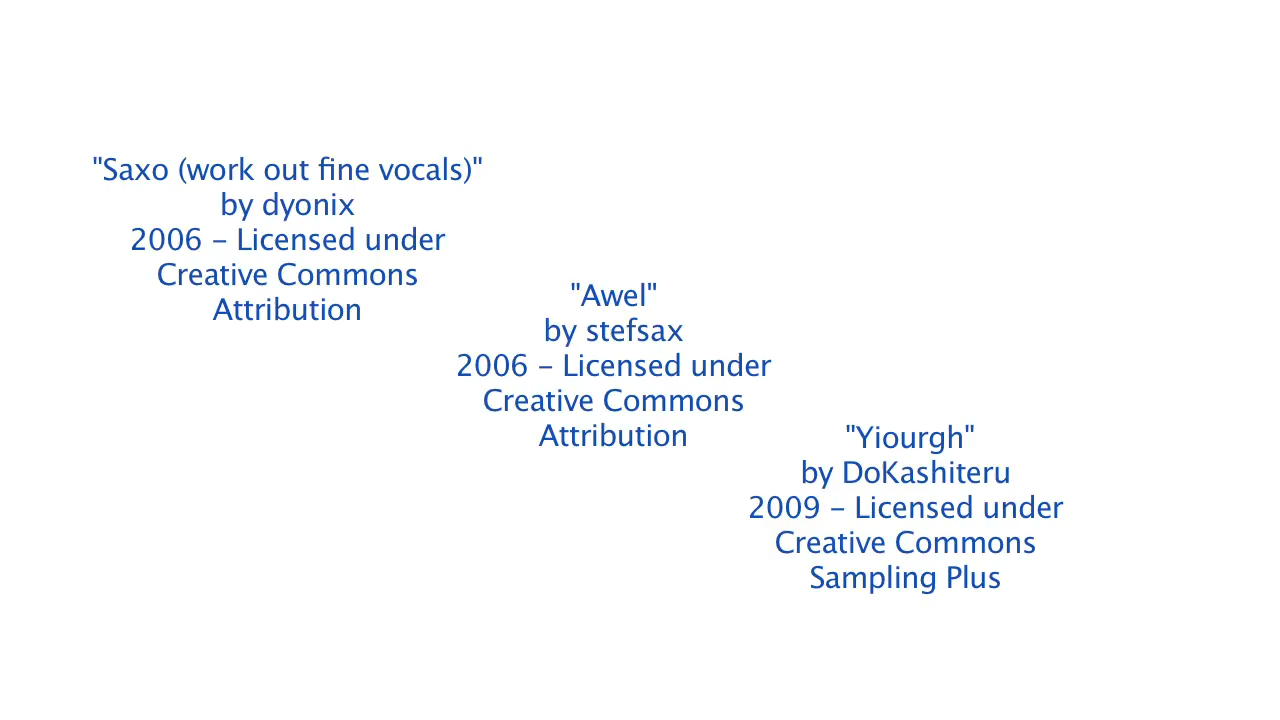 "Saxo (work out fine vocals)"
by dyonix
2006 – Licensed under
Creative Commons
Attribution
"Awel"
by stefsax
2006 – Licensed under
Creative Commons
Attribution
"Yiourgh"
by DoKashiteru
2009 – Licensed under
Creative Commons
Sampling Plus